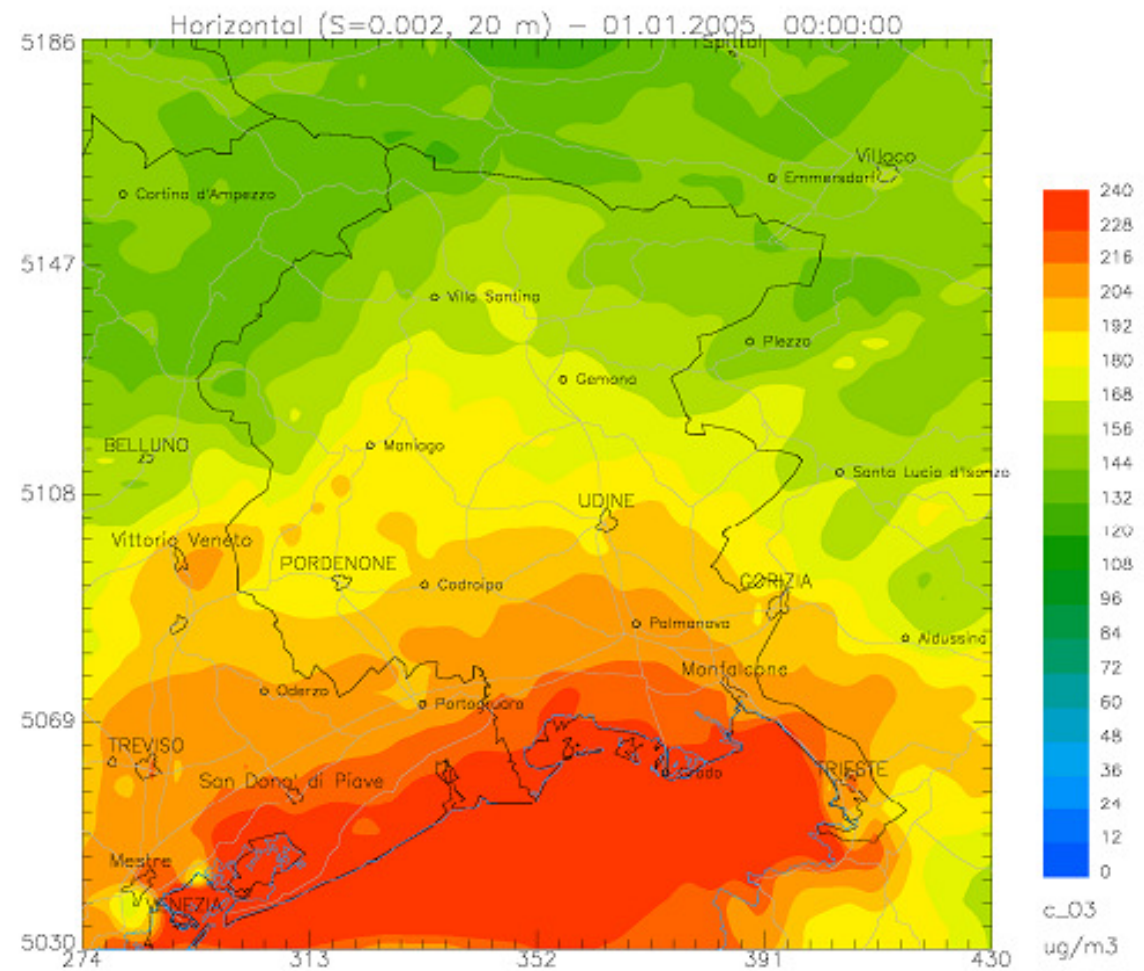 Horizontal (S=0.002, 20 m) – 01.01.2005 00:00:00
5186
Spittal
Villaco
Emmersdorf
Cortina d'Ampezzo
240
228
216
204
192
180
168
156
144
132
120
108
96
84
72
60
48
36
24
12
0
c_O3
ug/m3
5147
Villa Santina
Plezzo
Gemona
BELLUNO
Maniago
Santa Lucia d'Isonzo
5108
UDINE
Vittorio Veneto
PORDENONE
Codroipo
GORIZIA
Palmanova
Aidussina
Monfalcone
Oderzo
Portogruaro
5069
TREVISO
San Dona' di Piave
Grado
TRIESTE
Mestre
VENEZIA
5030
274
313
352
391
430